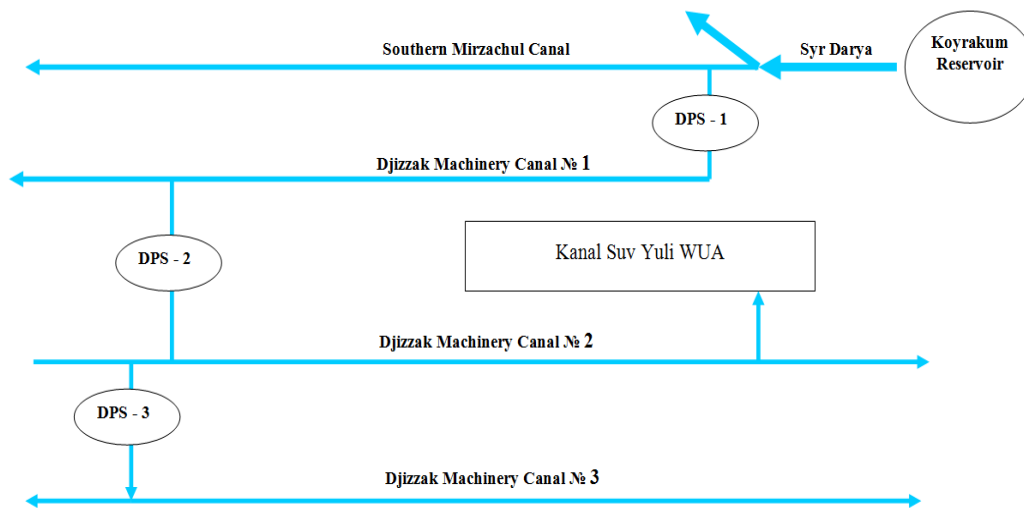 Southern Mirzachul Canal
Syr Darya
Koyrakum
Reservoir
DPS - 1
Djizzak Machinery Canal № 1
DPS - 2
Kanal Suv Yuli WUA
Djizzak Machinery Canal № 2
DPS - 3
Djizzak Machinery Canal № 3